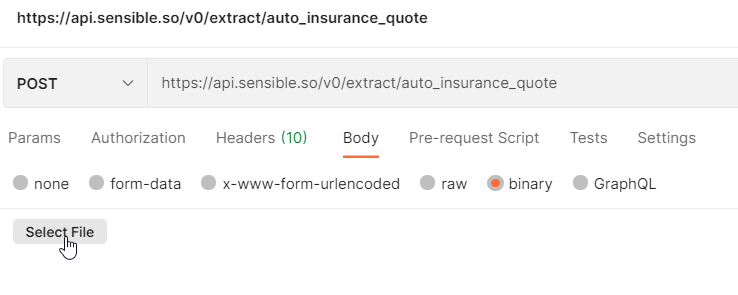 https://api.sensible.so/v0/extract/auto_insurance_quote
POST https://api.sensible.so/v0/extract/auto_insurance_quote
Params Authorization Headers (10) Body Pre-request Script Tests Settings
none form-data x-www-form-urlencoded raw binary GraphQL
Select File